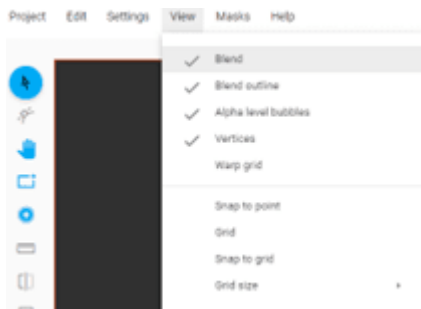 Project Edit Settings View Masks Help
Blend
Blend outline
Alpha level bubbles
Vertices
Warp grid
Snap to point
Grid
Snap to grid
Grid size